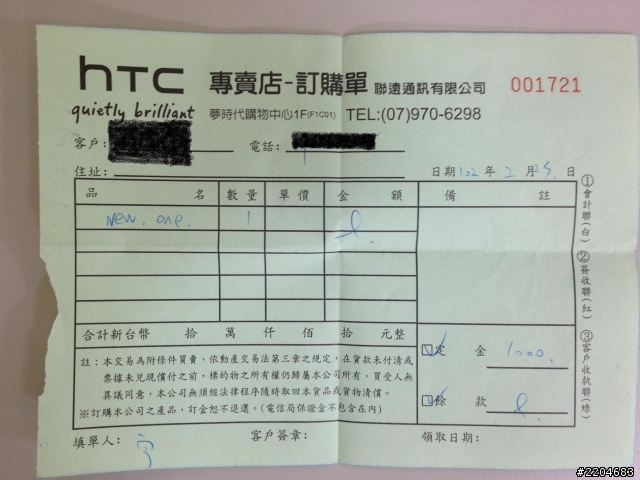 hTC 專賣店-訂購單 聯遠通訊有限公司 001721
quietly brilliant 夢時代購物中心1F(F1C01) TEL:(07)970-6298
客戶: 電話:
住址: 日期102年2月25日
品名 數量 單價 金額 備註
New one. 1
合計新台幣 拾 萬 仟 佰 拾 元整
定金 1000.
餘款
註:本交易為附條件買賣,依動產交易法第三章之規定,在貨款未付清或
票據未兌現償付之前,標的物之所有權仍歸屬本公司所有,買受人無
異議同意,本公司無須經法律程序隨時取回本貨品或貨物清償。
※訂購本公司之產品,訂金恕不退還。(電信局保證金不包含在內)
填單人: 客戶簽章: 領取日期:
①會計聯(白)
②簽收聯(紅)
③客戶收款聯(綠)
#2204683